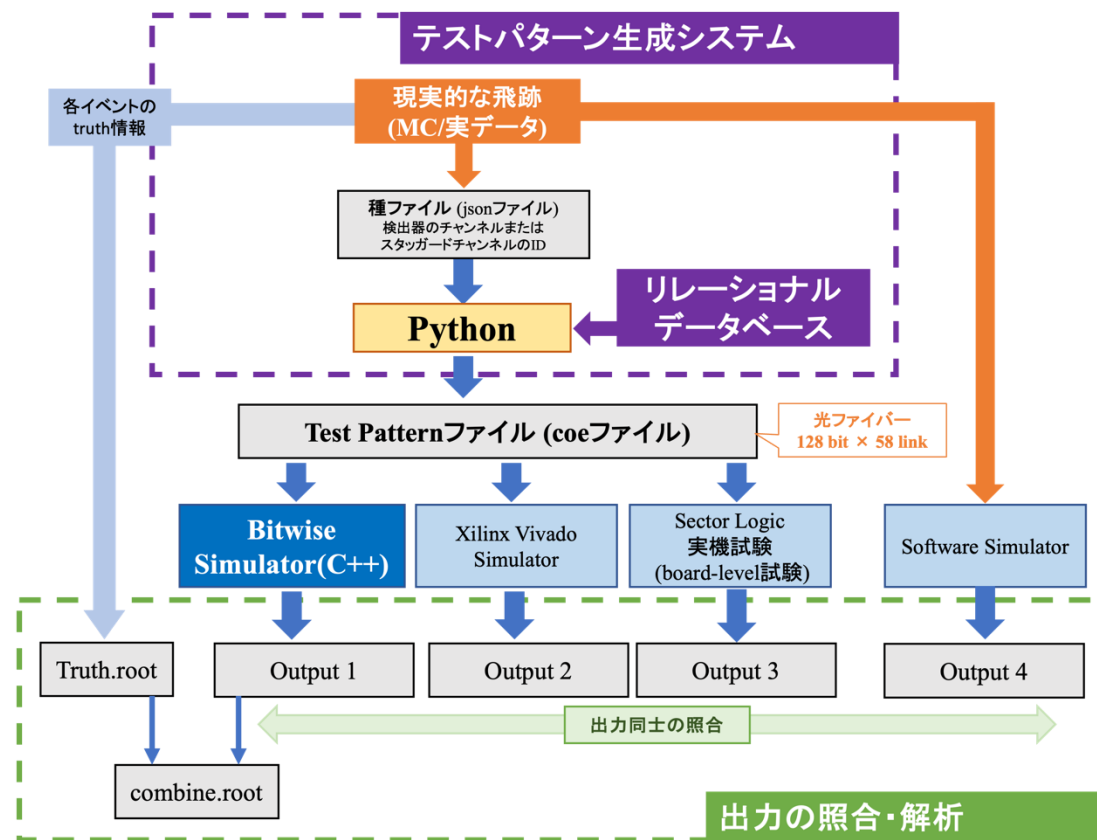 テストパターン生成システム
各イベントの
truth情報
現実的な飛跡
(MC/実データ)
種ファイル (jsonファイル)
検出器のチャンネルまたは
スタッガードチャンネルのID
リレーショナル
データベース
Python
Test Patternファイル (coeファイル)
光ファイバー
128 bit × 58 link
Bitwise
Simulator(C++)
Xilinx Vivado
Simulator
Sector Logic
実機試験
(board-level試験)
Software Simulator
Truth.root
Output 1
Output 2
Output 3
Output 4
出力同士の照合
combine.root
出力の照合・解析